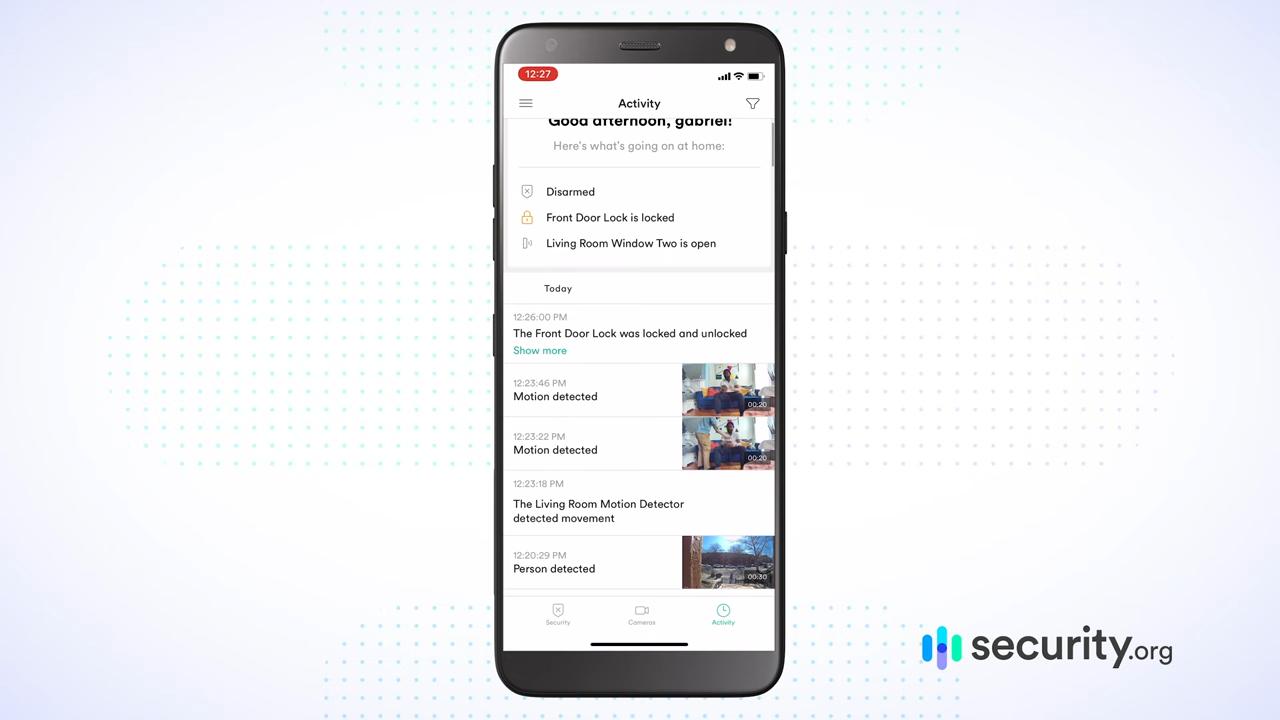 12:27
Activity
Good afternoon, gabriel!
Here's what's going on at home:
Disarmed
Front Door Lock is locked
Living Room Window Two is open
Today
12:26:00 PM
The Front Door Lock was locked and unlocked
Show more
12:23:46 PM
Motion detected
00:20
12:23:22 PM
Motion detected
00:20
12:23:18 PM
The Living Room Motion Detector
detected movement
12:20:29 PM
Person detected
00:30
Security
Cameras
Activity
security.org